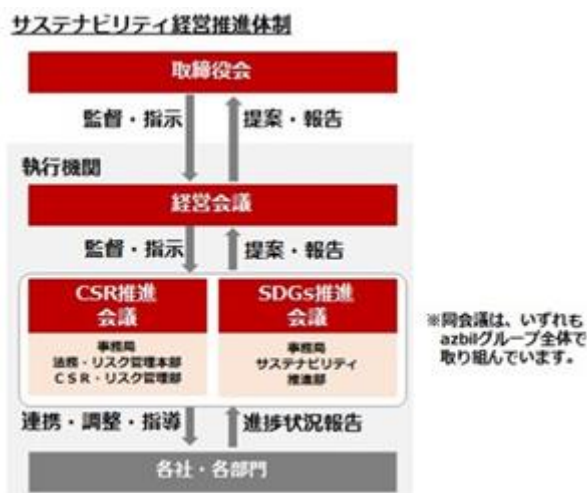 サステナビリティ経営推進体制
取締役会
監督・指示
提案・報告
執行機関
経営会議
監督・指示
提案・報告
CSR推進
会議
事務局
法務・リスク管理本部
CSR・リスク管理部
SDGs推進
会議
事務局
サステナビリティ
推進部
※同会議は、いずれも
azbilグループ全体で
取り組んでいます。
連携・調整・指導
進捗状況報告
各社・各部門